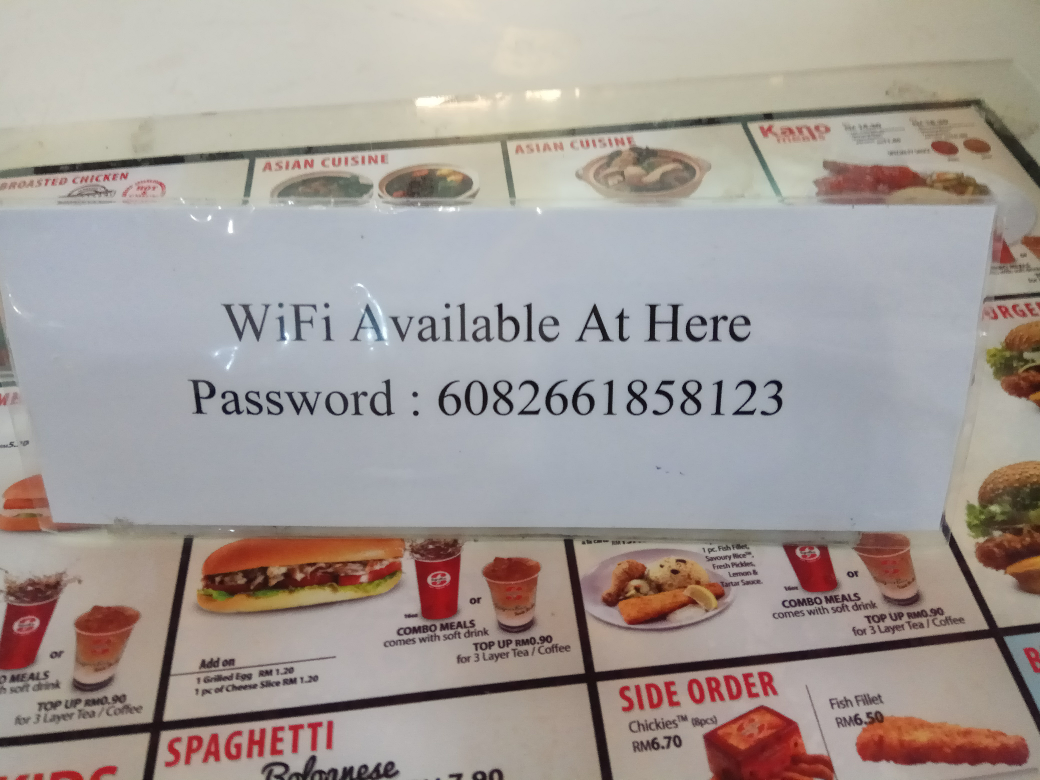 BROASTED CHICKEN
ASIAN CUISINE
ASIAN CUISINE
Kano
WiFi Available At Here
Password : 6082661858123
1 pc. Fish Fillet,
Savoury Rice™,
Fresh Pickles,
Lemon &
Tartar Sauce.
or
COMBO MEALS
comes with soft drink
TOP UP RM0.90
for 3 Layer Tea / Coffee
or
COMBO MEALS
comes with soft drink
TOP UP RM0.90
for 3 Layer Tea / Coffee
or
TOP UP RM0.90
for 3 Layer Tea / Coffee
Add on
1 Grilled Egg RM 1.20
1 pc of Cheese Slice RM 1.20
SPAGHETTI
Bolognese
7.90
SIDE ORDER
Chickies™ (8pcs)
RM6.70
Fish Fillet
RM6.50